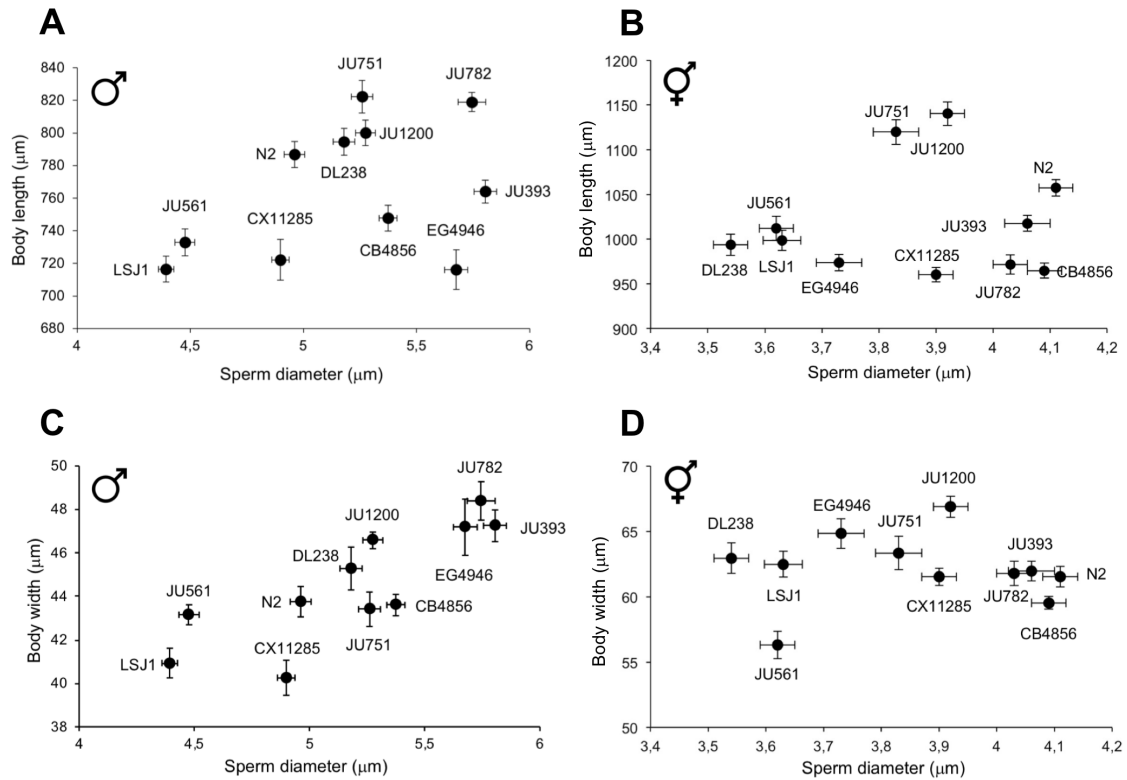 A
840
820
800
780
760
740
720
700
680
4
4,5
5
5,5
6
Body length (μm)
Sperm diameter (μm)
JU751
JU782
JU1200
N2
DL238
JU393
JU561
CX11285
CB4856
EG4946
LSJ1
B
1200
1150
1100
1050
1000
950
900
3,4
3,5
3,6
3,7
3,8
3,9
4
4,1
4,2
Body length (μm)
Sperm diameter (μm)
JU751
JU1200
N2
JU561
JU393
DL238
LSJ1
EG4946
CX11285
JU782
CB4856
C
50
48
46
44
42
40
38
4
4,5
5
5,5
6
Body width (μm)
Sperm diameter (μm)
JU782
JU1200
JU393
DL238
EG4946
JU561
N2
CB4856
JU751
CX11285
LSJ1
D
70
65
60
55
50
3,4
3,5
3,6
3,7
3,8
3,9
4
4,1
4,2
Body width (μm)
Sperm diameter (μm)
JU1200
EG4946
DL238
JU751
JU393
N2
LSJ1
CX11285
JU782
CB4856
JU561